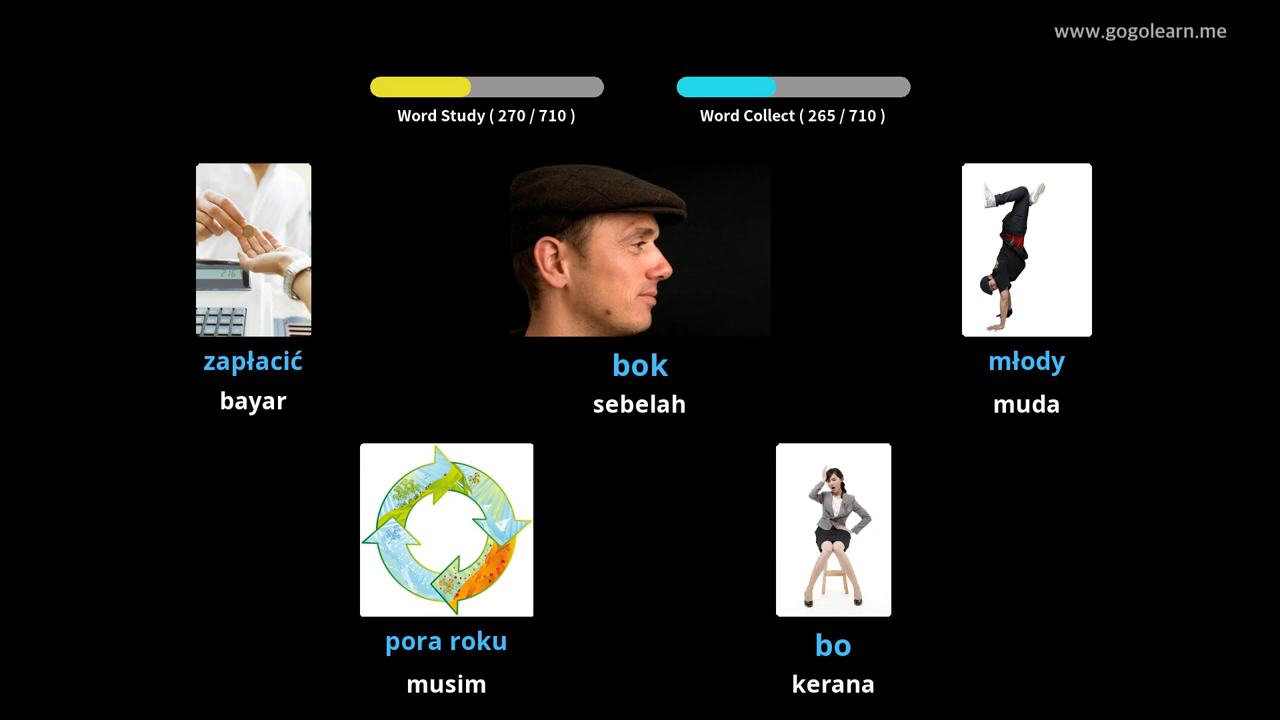 www.gogolearn.me
Word Study ( 270 / 710 )
Word Collect ( 265 / 710 )
zapłacić
bayar
bok
sebelah
młody
muda
pora roku
musim
bo
kerana